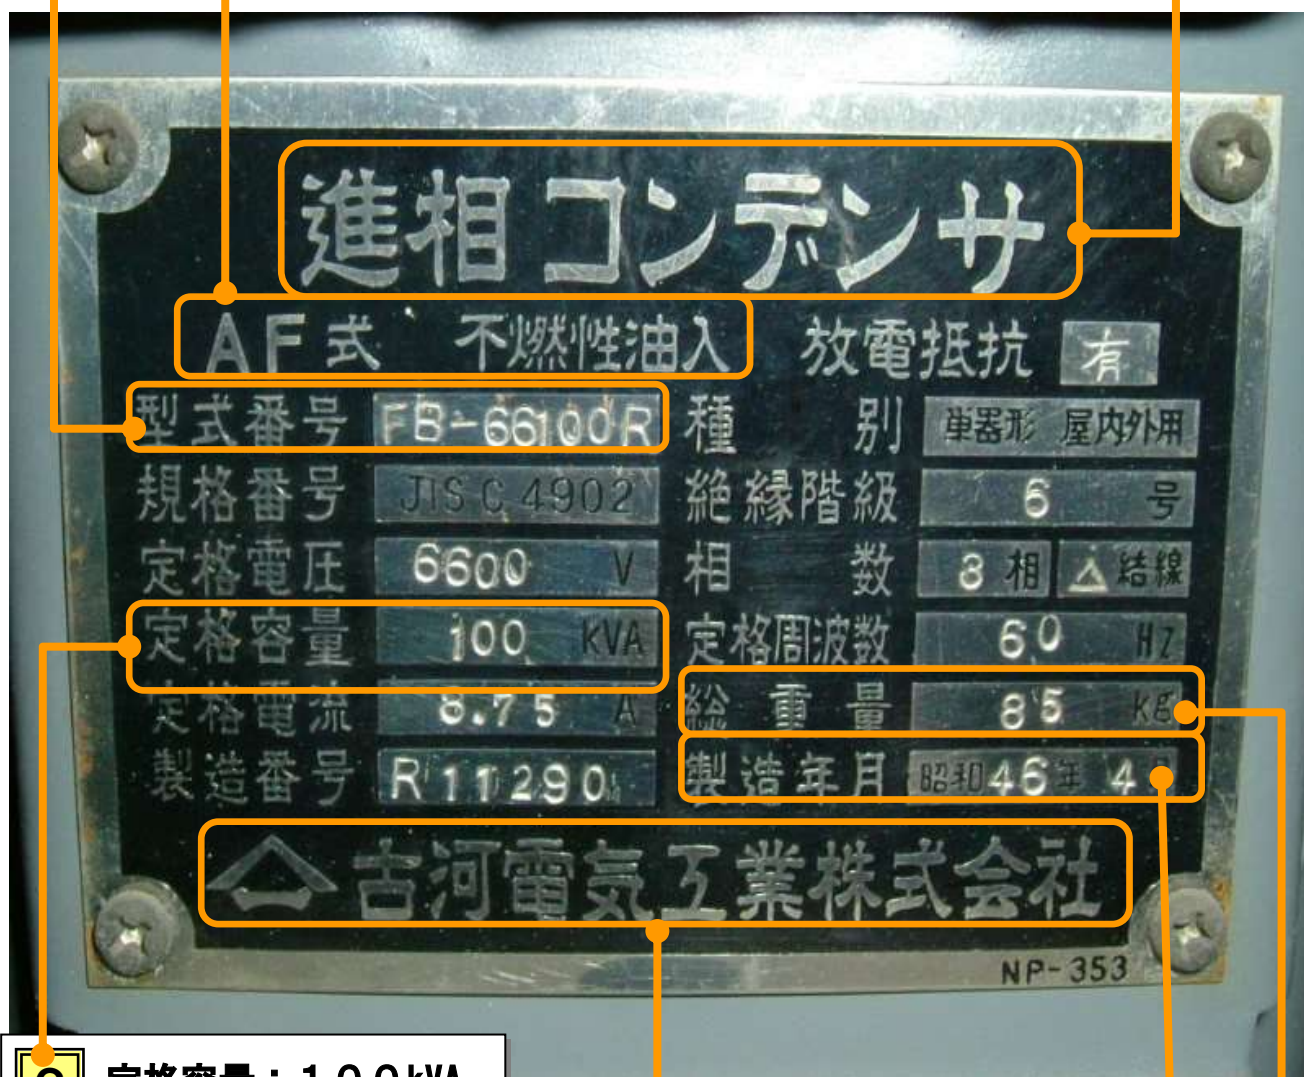 進相コンデンサ
AF式 不燃性油入 放電抵抗 有
型式番号 FB-66100R 種別 単器形 屋内外用
規格番号 JIS C 4902 絶縁階級 6 号
定格電圧 6600 V 相数 3相 △結線
定格容量 100 KVA 定格周波数 60 HZ
定格電流 8.75 A 総重量 85 kg
製造番号 R11290 製造年月 昭和46年 4
古河電気工業株式会社
NP-353
定格容量：100kVA